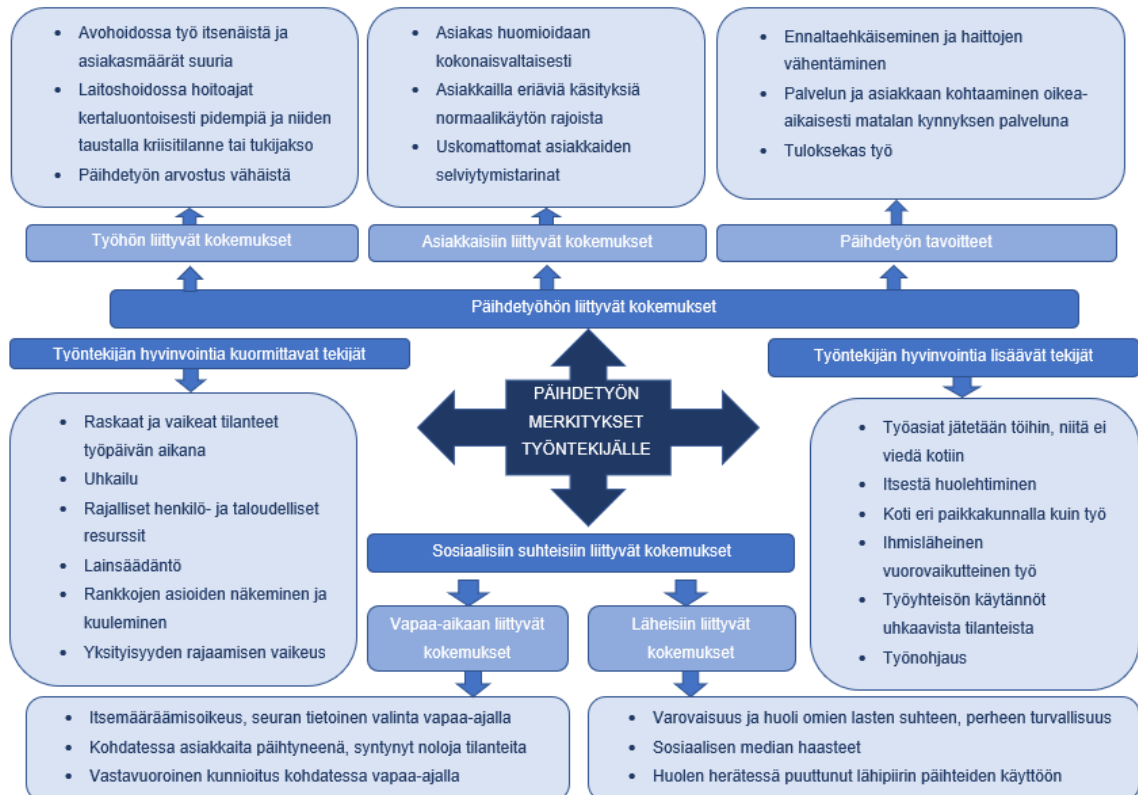 Avohoidossa työ itsenäistä ja
asiakasmäärät suuria
Laitoshoidossa hoitoajat
kertaluontoisesti pidempiä ja niiden
taustalla kriisitilanne tai tukijakso
Päihdetyön arvostus vähäistä
Asiakas huomioidaan
kokonaisvaltaisesti
Asiakkailla eriäviä käsityksiä
normaalikäytön rajoista
Uskomattomat asiakkaiden
selviytymistarinat
Ennaltaehkäiseminen ja haittojen
vähentäminen
Palvelun ja asiakkaan kohtaaminen oikea-
aikaisesti matalan kynnyksen palveluna
Tuloksekas työ
Työhön liittyvät kokemukset
Asiakkaisiin liittyvät kokemukset
Päihdetyön tavoitteet
Päihdetyöhön liittyvät kokemukset
Työntekijän hyvinvointia kuormittavat tekijät
Työntekijän hyvinvointia lisäävät tekijät
PÄIHDETYÖN
MERKITYKSET
TYÖNTEKIJÄLLE
Raskaat ja vaikeat tilanteet
työpäivän aikana
Uhkailu
Rajalliset henkilö- ja taloudelliset
resurssit
Lainsäädäntö
Rankkojen asioiden näkeminen ja
kuuleminen
Yksityisyyden rajaamisen vaikeus
Työasiat jätetään töihin, niitä ei
viedä kotiin
Itsestä huolehtiminen
Koti eri paikkakunnalla kuin työ
Ihmisläheinen
vuorovaikutteinen työ
Työyhteisön käytännöt
uhkaavista tilanteista
Työnohjaus
Sosiaalisiin suhteisiin liittyvät kokemukset
Vapaa-aikaan liittyvät
kokemukset
Läheisiin liittyvät
kokemukset
Itsemääräämisoikeus, seuran tietoinen valinta vapaa-ajalla
Kohdatessa asiakkaita päihtyneenä, syntynyt noloja tilanteita
Vastavuoroinen kunnioitus kohdatessa vapaa-ajalla
Varovaisuus ja huoli omien lasten suhteen, perheen turvallisuus
Sosiaalisen median haasteet
Huolen herätessä puuttunut lähipiirin päihteiden käyttöön